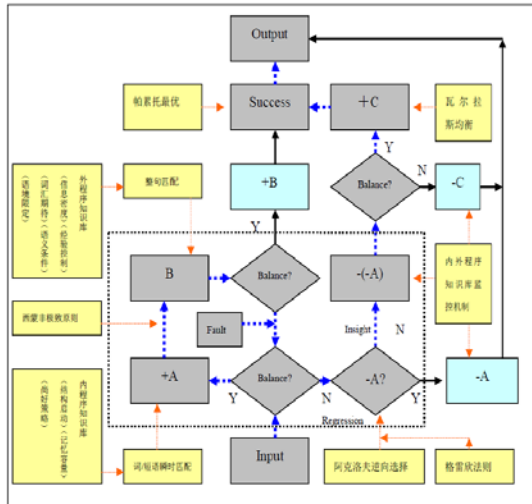 Output
帕累托最优
Success
+C
瓦尔拉
斯均衡
Y
N
+B
Balance?
-C
外程序知识库
(信息密度)(经验控制)
(词汇期待)(语义条件)
(语境限定)
整句匹配
Y
B
Balance?
-(-A)
内外程序
知识库监
控机制
Fault
Insight
N
西蒙非极致原则
+A
Balance?
-A?
-A
Y
N
Y
Regression
内程序知识库
(结构启动)(记忆容量)
(尚好策略)
Input
词/短语瞬时匹配
阿克洛夫逆向选择
格雷欣法则